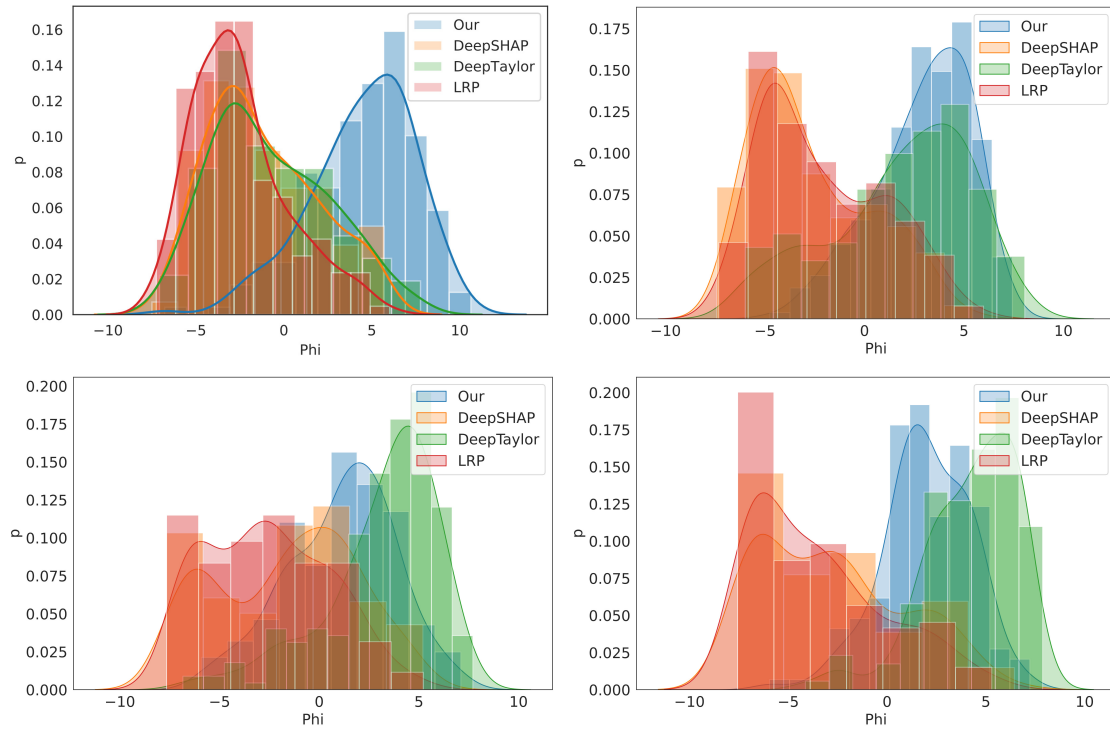 0.16
0.14
0.12
0.10
0.08
0.06
0.04
0.02
0.00
p
−10 −5 0 5 10
Phi
Our
DeepSHAP
DeepTaylor
LRP
0.175
0.150
0.125
0.100
0.075
0.050
0.025
0.000
p
−10 −5 0 5 10
Phi
Our
DeepSHAP
DeepTaylor
LRP
0.200
0.175
0.150
0.125
0.100
0.075
0.050
0.025
0.000
p
−10 −5 0 5 10
Phi
Our
DeepSHAP
DeepTaylor
LRP
0.200
0.175
0.150
0.125
0.100
0.075
0.050
0.025
0.000
p
−10 −5 0 5 10
Phi
Our
DeepSHAP
DeepTaylor
LRP